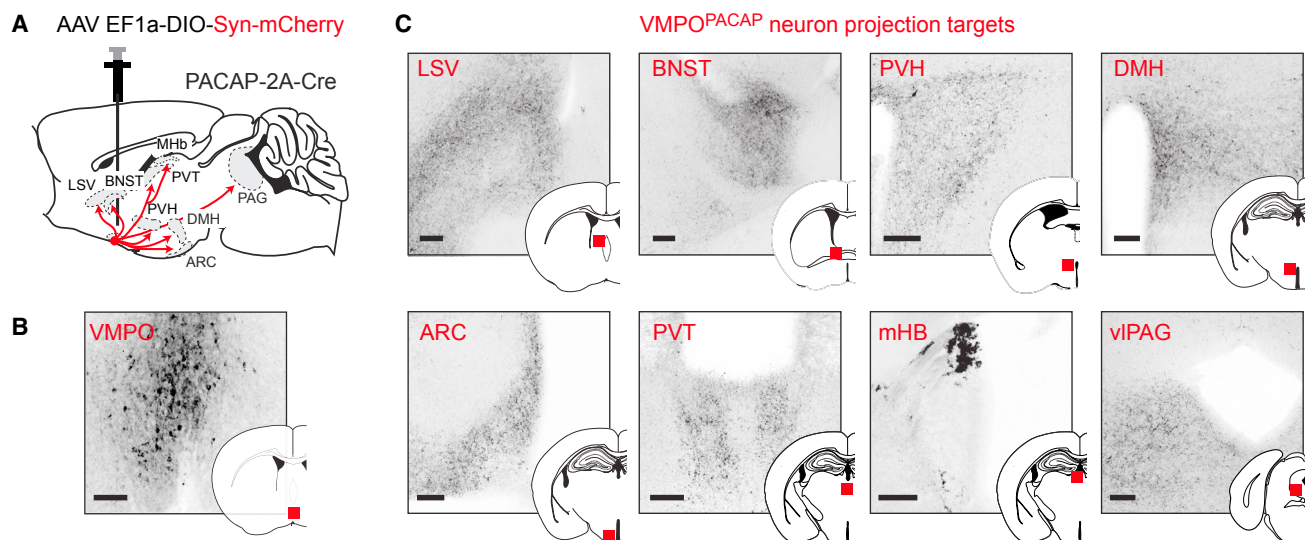 A
AAV EF1a-DIO-Syn-mCherry
PACAP-2A-Cre
MHb
LSV
BNST
PVT
PVH
PAG
DMH
ARC
B
VMPO
C
VMPOPACAP neuron projection targets
LSV
BNST
PVH
DMH
ARC
PVT
mHB
vlPAG